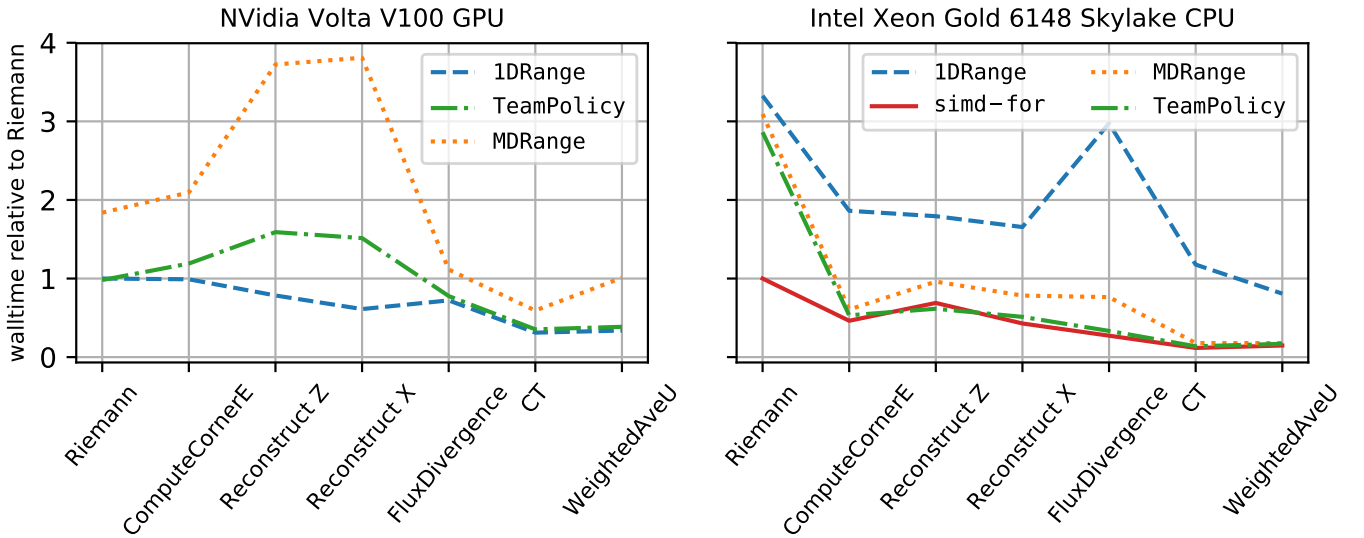 NVidia Volta V100 GPU
walltime relative to Riemann
4
3
2
1
0
1DRange
TeamPolicy
MDRange
Riemann
ComputeCornerE
Reconstruct Z
Reconstruct X
FluxDivergence
CT
WeightedAveU
Intel Xeon Gold 6148 Skylake CPU
1DRange
simd-for
MDRange
TeamPolicy
Riemann
ComputeCornerE
Reconstruct Z
Reconstruct X
FluxDivergence
CT
WeightedAveU